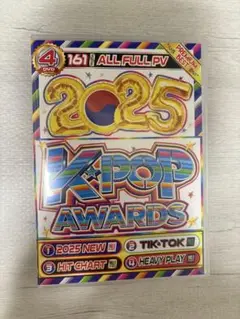 4 DVD 161 ALL FULL PV
2025
K-POP
AWARDS
1 2025 NEW
2 TIK-TOK
3 HIT CHART
4 HEAVY PLAY